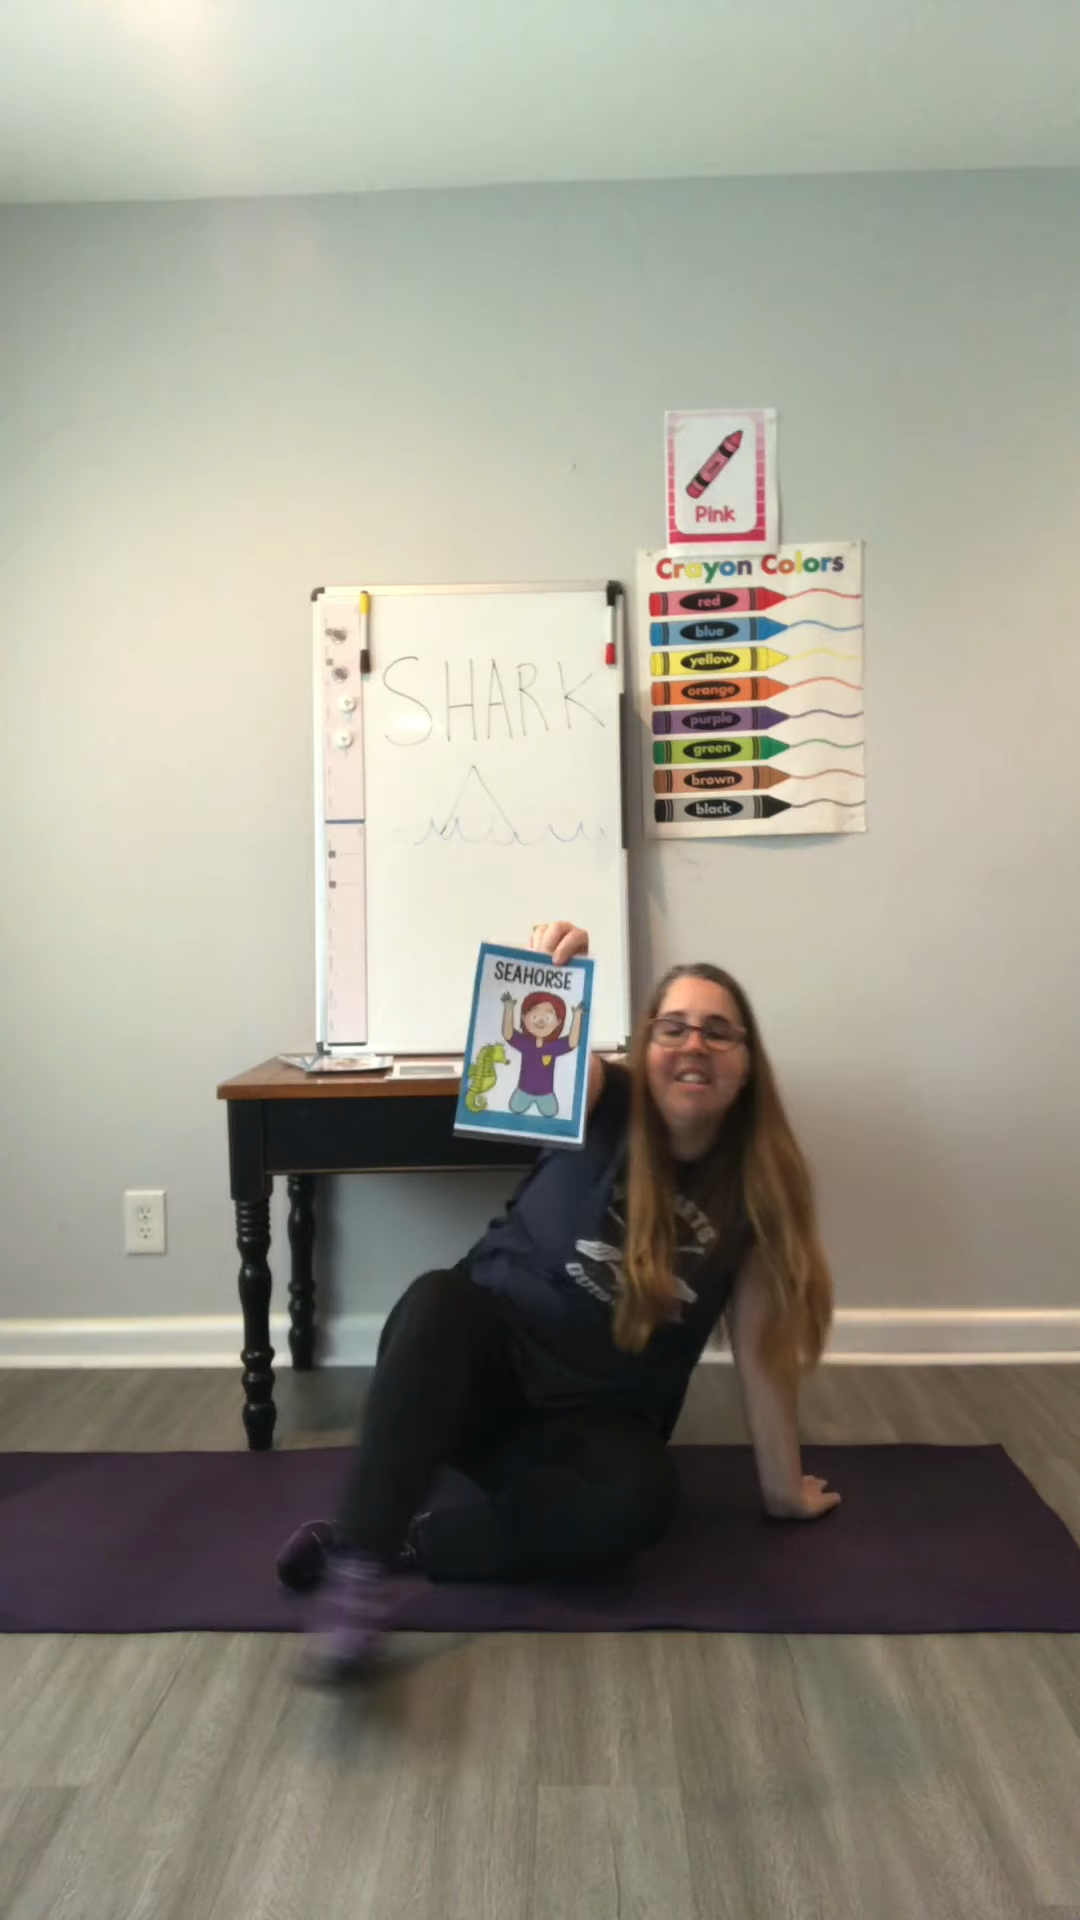 Pink
Crayon Colors
red
blue
yellow
orange
purple
green
brown
black
SHARK
SEAHORSE